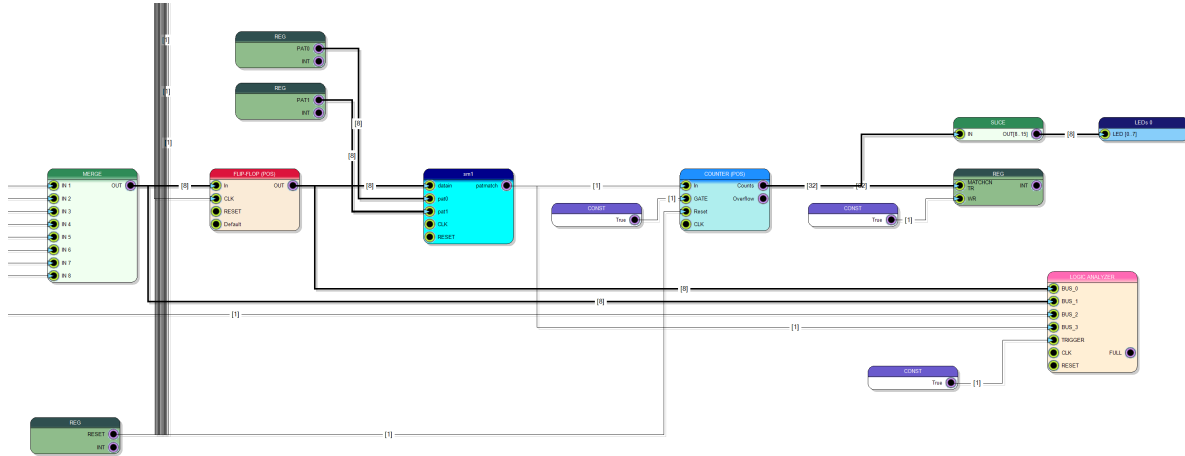 REG
PAT0
INT
REG
PAT1
INT
[1]
[1]
[1]
[8]
[8]
MERGE
IN 1 OUT
IN 2
IN 3
IN 4
IN 5
IN 6
IN 7
IN 8
[8]
FLIP-FLOP (POS)
In OUT
CLK
RESET
Default
[8]
sm1
datain patmatch
pat0
pat1
CLK
RESET
[1]
CONST
True
[1]
COUNTER (POS)
In Counts
GATE Overflow
Reset
CLK
[32]
CONST
True
[1]
SLICE
IN OUT[8..15]
[8]
LEDs 8
LED [0..7]
REG
MATCHCN
TR INT
WR
[8]
[8]
[1]
[1]
LOGIC ANALYZER
BUS_0
BUS_1
BUS_2
BUS_3
TRIGGER
CLK FULL
RESET
CONST
True
[1]
REG
RESET
INT
[1]